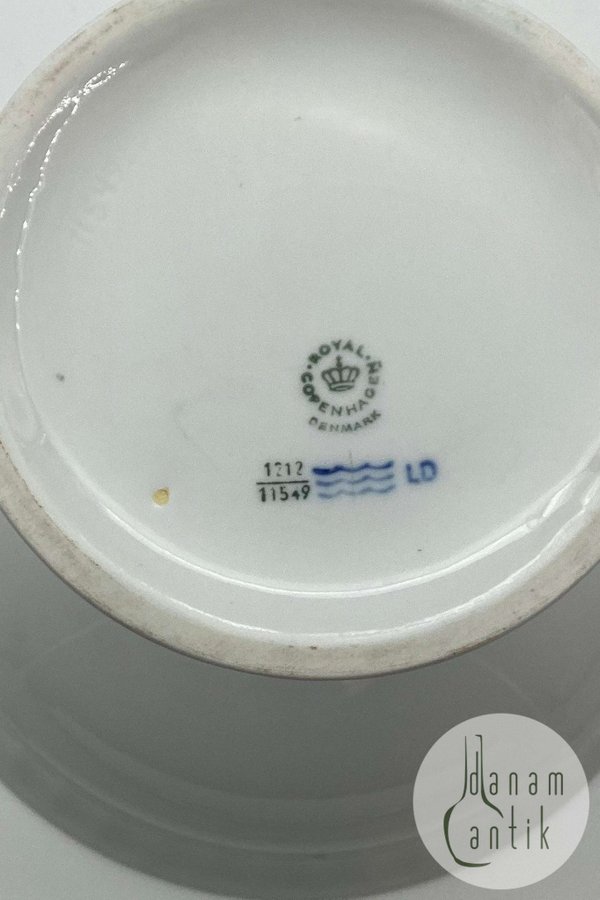 ROYAL
COPENHAGEN
DENMARK
1212
11549
LD
danam
antik